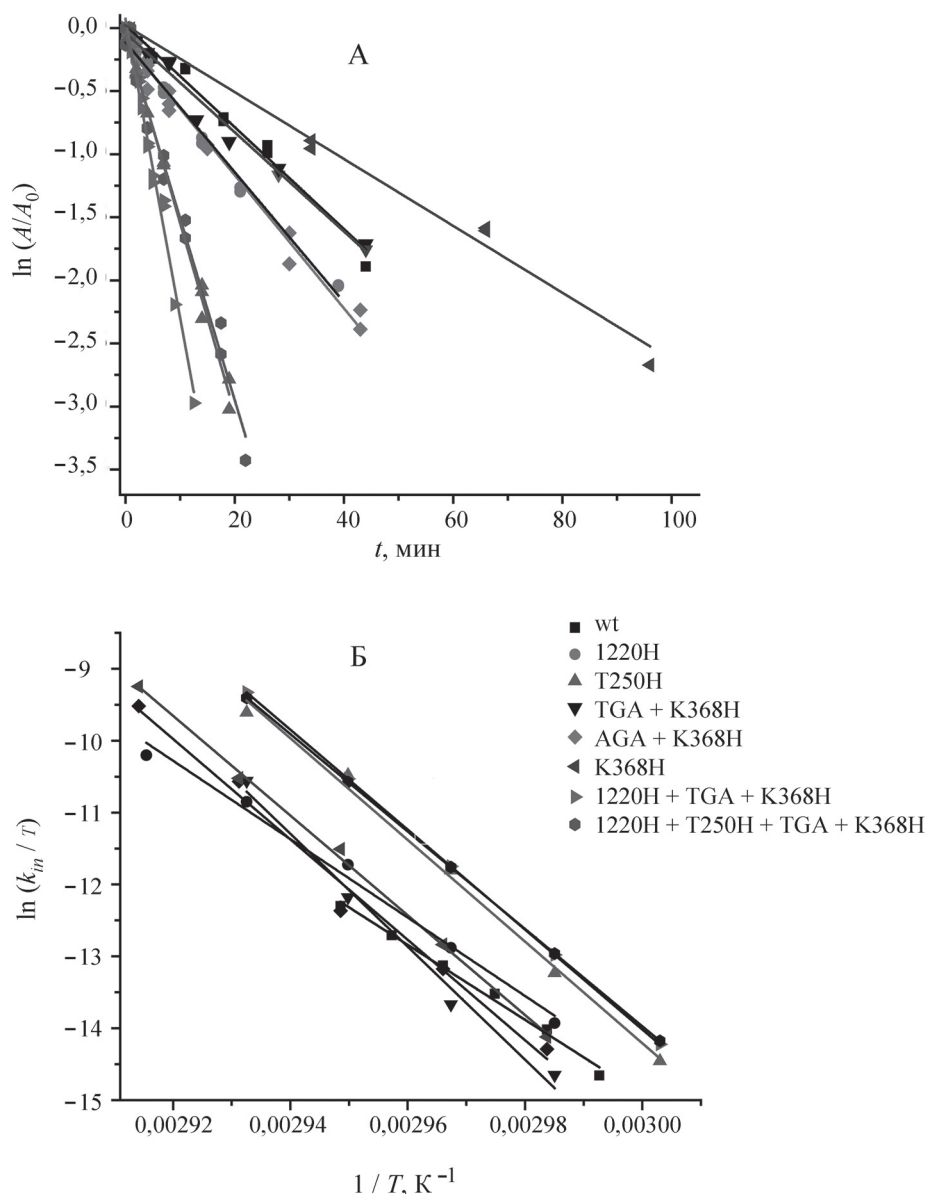 А
0,0
−0,5
−1,0
−1,5
−2,0
−2,5
−3,0
−3,5
ln (A/A₀)
0
20
40
60
80
100
t, мин
Б
−9
−10
−11
−12
−13
−14
−15
ln (kᵢₙ / T)
wt
1220H
T250H
TGA + K368H
AGA + K368H
K368H
1220H + TGA + K368H
1220H + T250H + TGA + K368H
0,00292
0,00294
0,00296
0,00298
0,00300
1 / T, К⁻¹